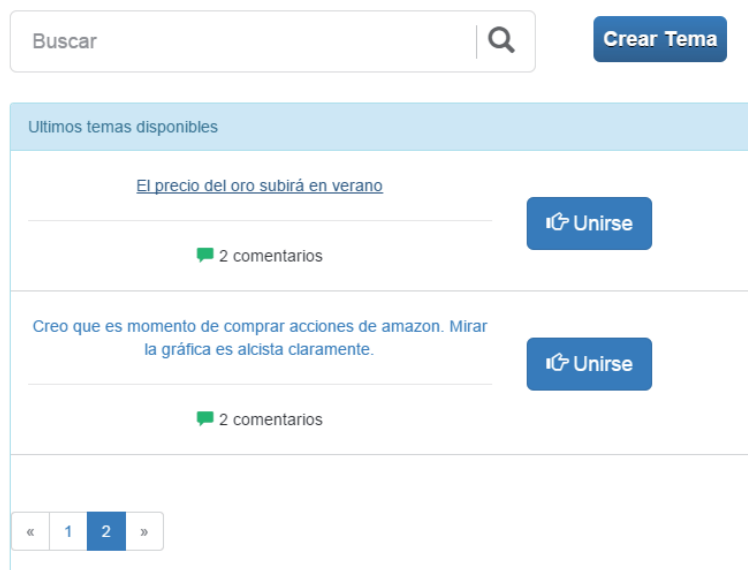 Buscar
Crear Tema
Ultimos temas disponibles
El precio del oro subirá en verano
Unirse
2 comentarios
Creo que es momento de comprar acciones de amazon. Mirar
la gráfica es alcista claramente.
Unirse
2 comentarios
« 1 2 »